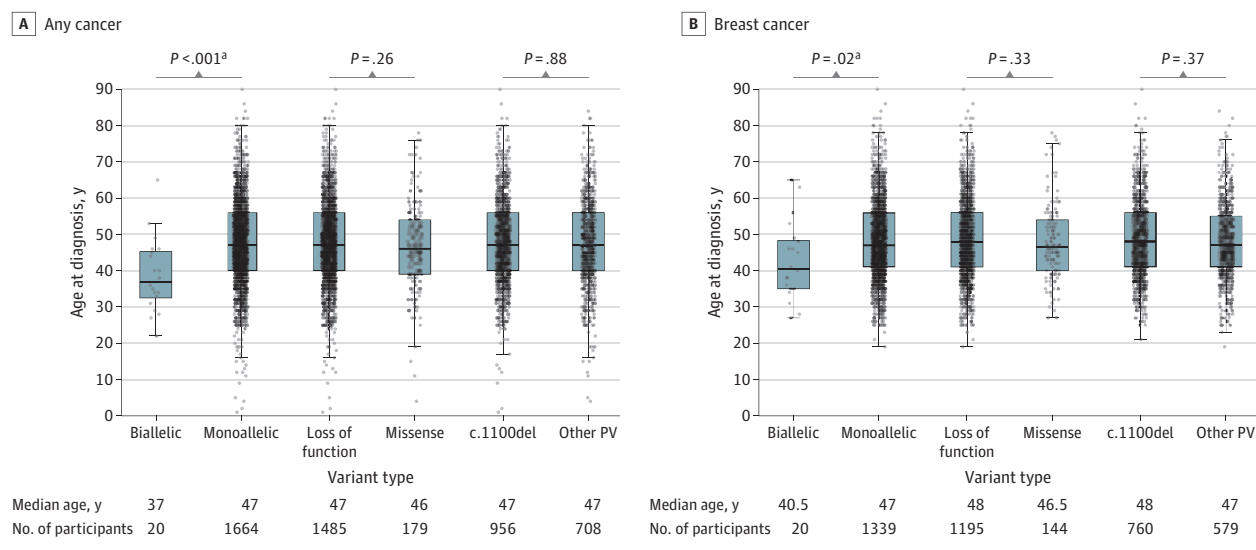 A Any cancer
P <.001a
P = .26
P = .88
Age at diagnosis, y
90
80
70
60
50
40
30
20
10
0
Biallelic Monoallelic Loss of function Missense c.1100del Other PV
Variant type
Median age, y 37 47 47 46 47 47
No. of participants 20 1664 1485 179 956 708
B Breast cancer
P = .02a
P = .33
P = .37
Age at diagnosis, y
90
80
70
60
50
40
30
20
10
0
Biallelic Monoallelic Loss of function Missense c.1100del Other PV
Variant type
Median age, y 40.5 47 48 46.5 48 47
No. of participants 20 1339 1195 144 760 579